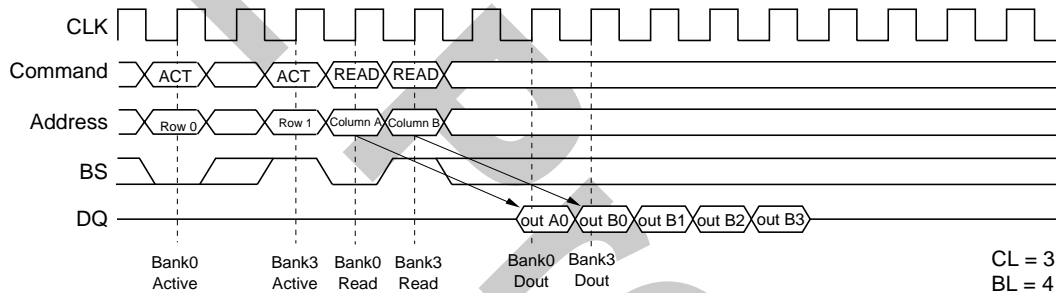 CLK
Command ACT ACT READ READ
Address Row 0 Row 1 Column A Column B
BS
DQ out A0 out B0 out B1 out B2 out B3
Bank0 Active
Bank3 Active
Bank0 Read
Bank3 Read
Bank0 Dout
Bank3 Dout
CL = 3
BL = 4